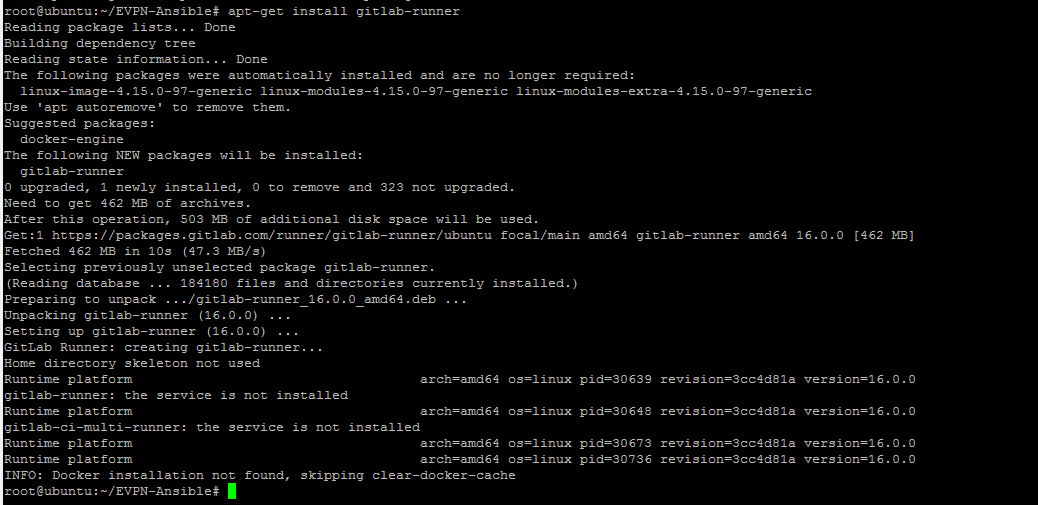 root@ubuntu:~/EVPN-Ansible# apt-get install gitlab-runner
Reading package lists... Done
Building dependency tree
Reading state information... Done
The following packages were automatically installed and are no longer required:
  linux-image-4.15.0-97-generic linux-modules-4.15.0-97-generic linux-modules-extra-4.15.0-97-generic
Use 'apt autoremove' to remove them.
Suggested packages:
  docker-engine
The following NEW packages will be installed:
  gitlab-runner
0 upgraded, 1 newly installed, 0 to remove and 323 not upgraded.
Need to get 462 MB of archives.
After this operation, 503 MB of additional disk space will be used.
Get:1 https://packages.gitlab.com/runner/gitlab-runner/ubuntu focal/main amd64 gitlab-runner amd64 16.0.0 [462 MB]
Fetched 462 MB in 10s (47.3 MB/s)
Selecting previously unselected package gitlab-runner.
(Reading database ... 184180 files and directories currently installed.)
Preparing to unpack .../gitlab-runner_16.0.0_amd64.deb ...
Unpacking gitlab-runner (16.0.0) ...
Setting up gitlab-runner (16.0.0) ...
GitLab Runner: creating gitlab-runner...
Home directory skeleton not used
Runtime platform                                    arch=amd64 os=linux pid=30639 revision=3cc4d81a version=16.0.0
gitlab-runner: the service is not installed
Runtime platform                                    arch=amd64 os=linux pid=30648 revision=3cc4d81a version=16.0.0
gitlab-ci-multi-runner: the service is not installed
Runtime platform                                    arch=amd64 os=linux pid=30673 revision=3cc4d81a version=16.0.0
Runtime platform                                    arch=amd64 os=linux pid=30736 revision=3cc4d81a version=16.0.0
INFO: Docker installation not found, skipping clear-docker-cache
root@ubuntu:~/EVPN-Ansible#